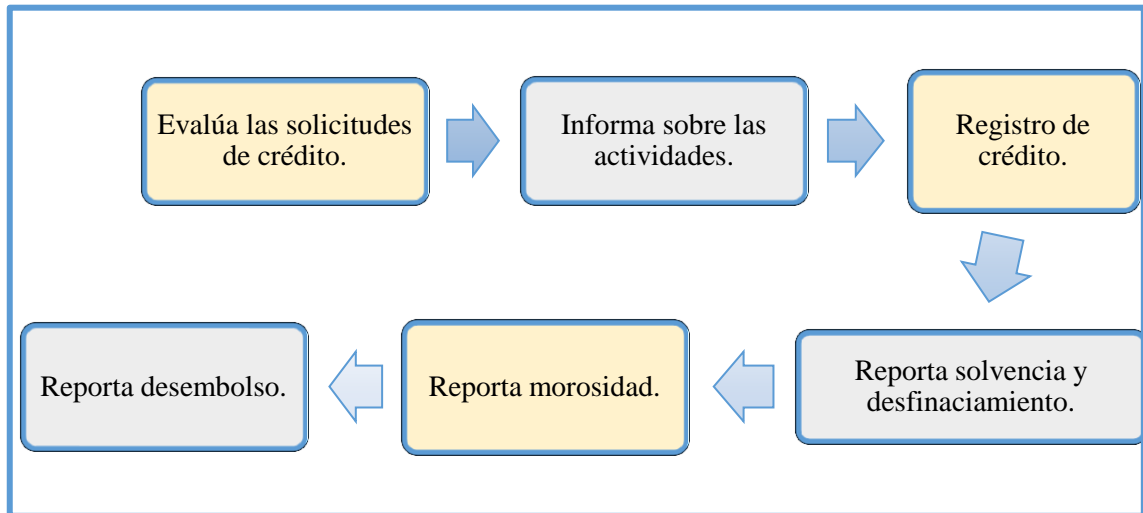 Evalúa las solicitudes
de crédito.
Informa sobre las
actividades.
Registro de
crédito.
Reporta solvencia y
desfinaciamiento.
Reporta morosidad.
Reporta desembolso.